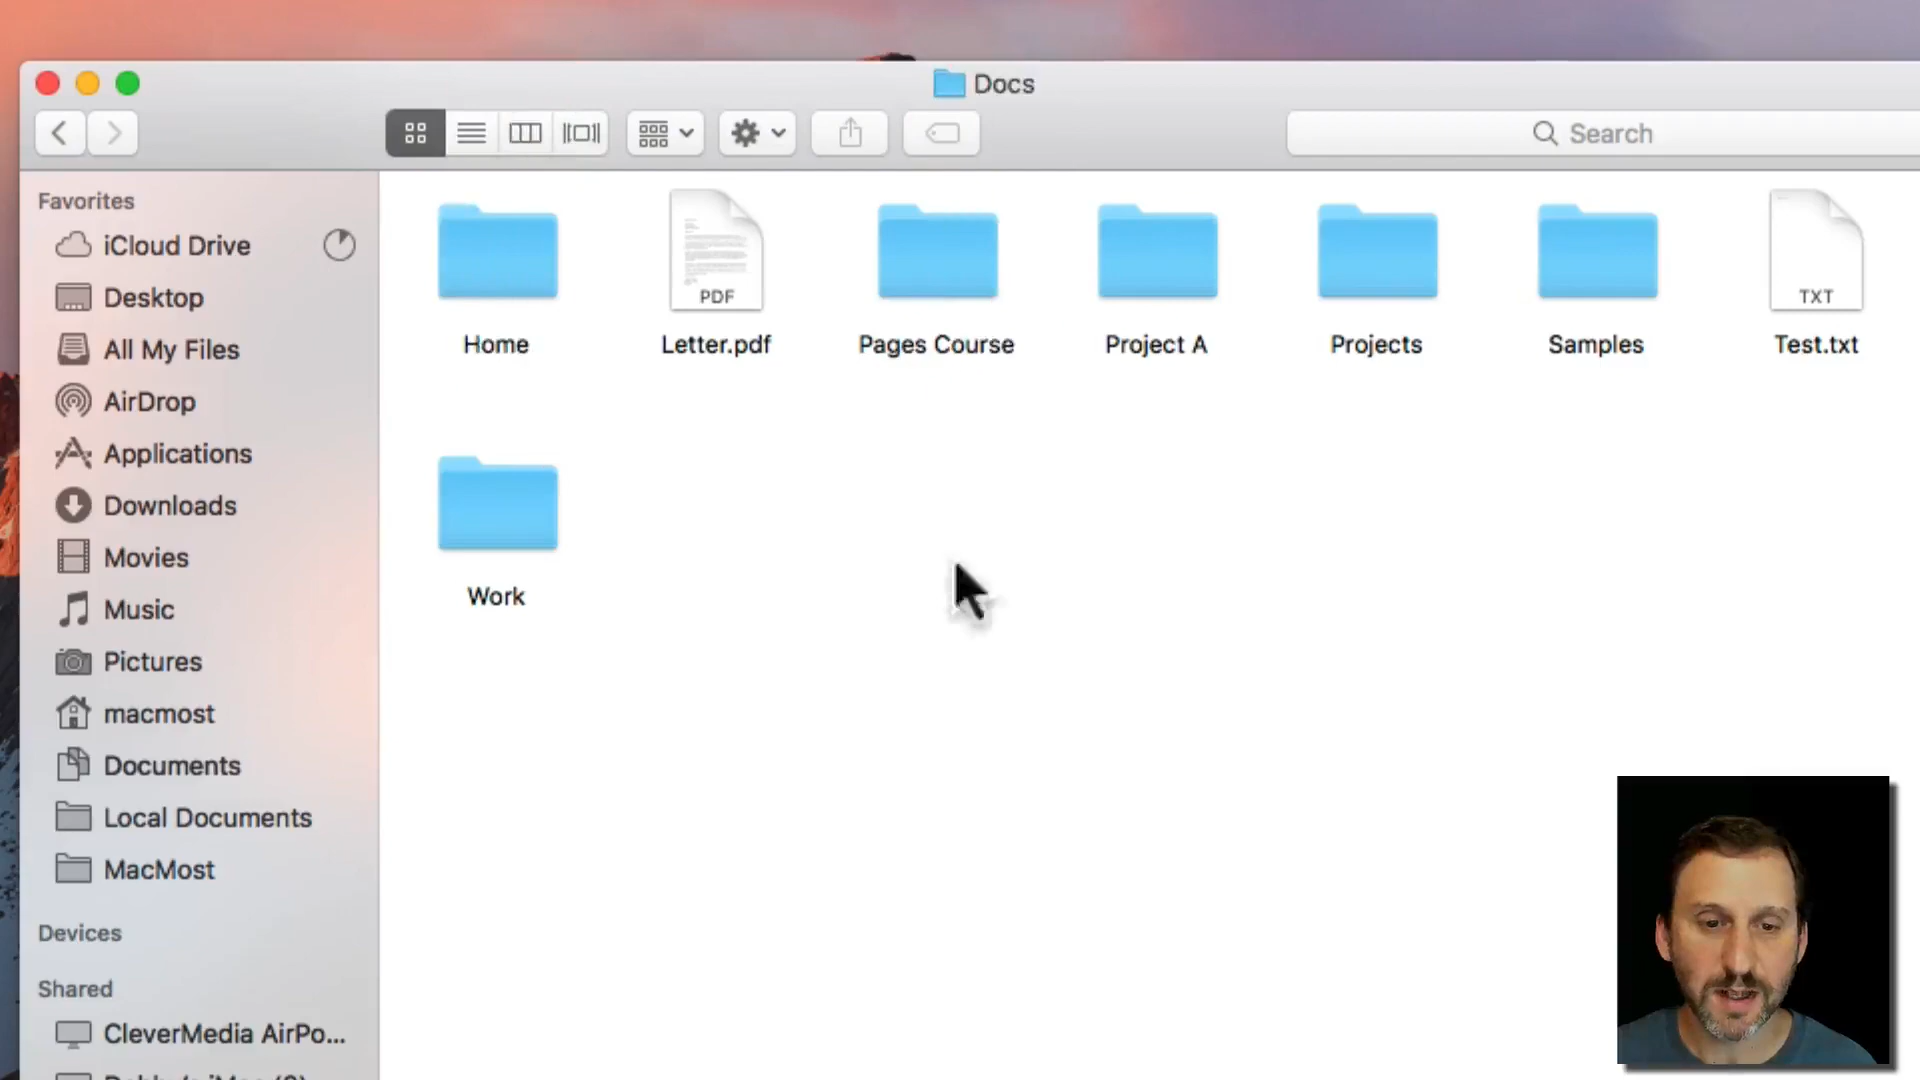 Docs
Search
Favorites
iCloud Drive
Desktop
All My Files
AirDrop
Applications
Downloads
Movies
Music
Pictures
macmost
Documents
Local Documents
MacMost
Devices
Shared
CleverMedia AirPo...
PDF
TXT
Home
Letter.pdf
Pages Course
Project A
Projects
Samples
Test.txt
Work